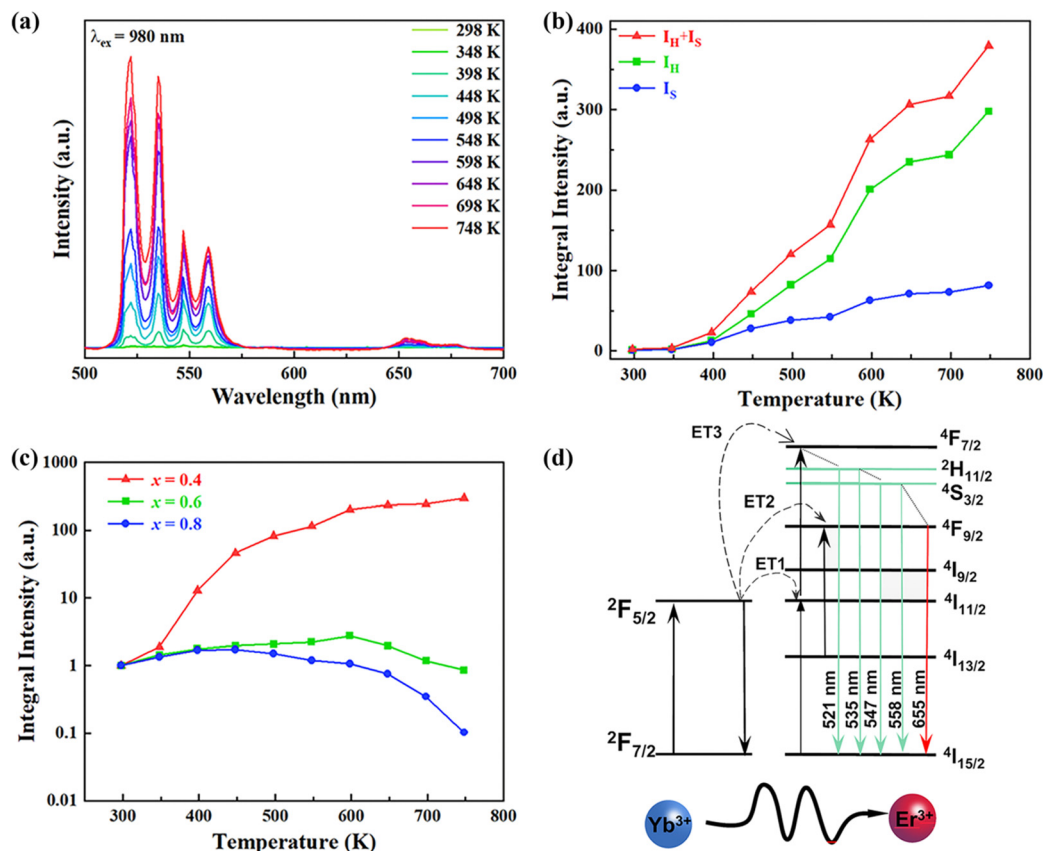 (a)
λex = 980 nm
298 K
348 K
398 K
448 K
498 K
548 K
598 K
648 K
698 K
748 K
Intensity (a.u.)
500 550 600 650 700
Wavelength (nm)
(b)
IH+IS
IH
IS
400
300
200
100
0
Integral Intensity (a.u.)
300 400 500 600 700 800
Temperature (K)
(c)
x = 0.4
x = 0.6
x = 0.8
1000
100
10
1
0.1
0.01
Integral Intensity (a.u.)
300 400 500 600 700 800
Temperature (K)
(d)
ET3
ET2
ET1
4F7/2
2H11/2
4S3/2
4F9/2
4I9/2
4I11/2
4I13/2
4I15/2
2F5/2
2F7/2
521 nm
535 nm
547 nm
558 nm
655 nm
Yb3+
Er3+